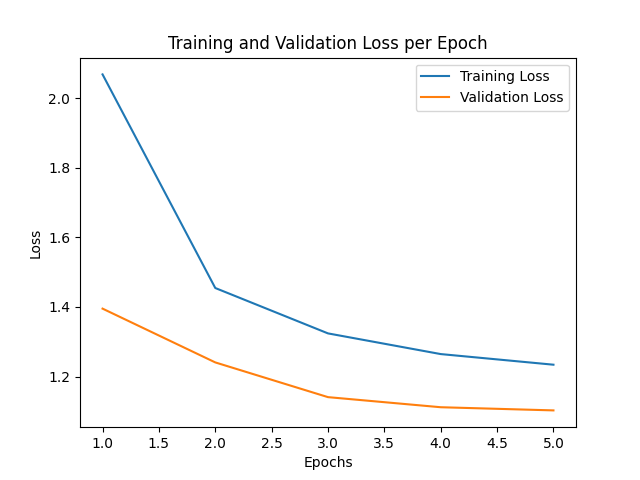 Training and Validation Loss per Epoch
Training Loss
Validation Loss
2.0
1.8
1.6
1.4
1.2
Loss
1.0 1.5 2.0 2.5 3.0 3.5 4.0 4.5 5.0
Epochs